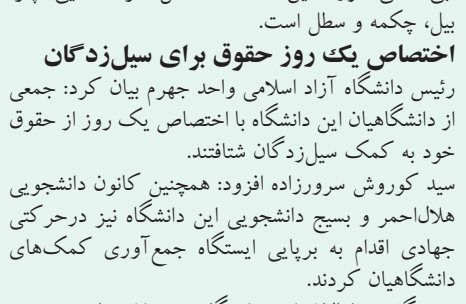 بیل، چکمه و سطل است.
اختصاص یک روز حقوق برای سیل‌زدگان
رئیس دانشگاه آزاد اسلامی واحد جهرم بیان کرد: جمعی
از دانشگاهیان این دانشگاه با اختصاص یک روز از حقوق
خود به کمک سیل‌زدگان شتافتند.
سید کوروش سرورزاده افزود: همچنین کانون دانشجویی
هلال‌احمر و بسیج دانشجویی این دانشگاه نیز درحرکتی
جهادی اقدام به برپایی ایستگاه جمع‌آوری کمک‌های
دانشگاهیان کردند.